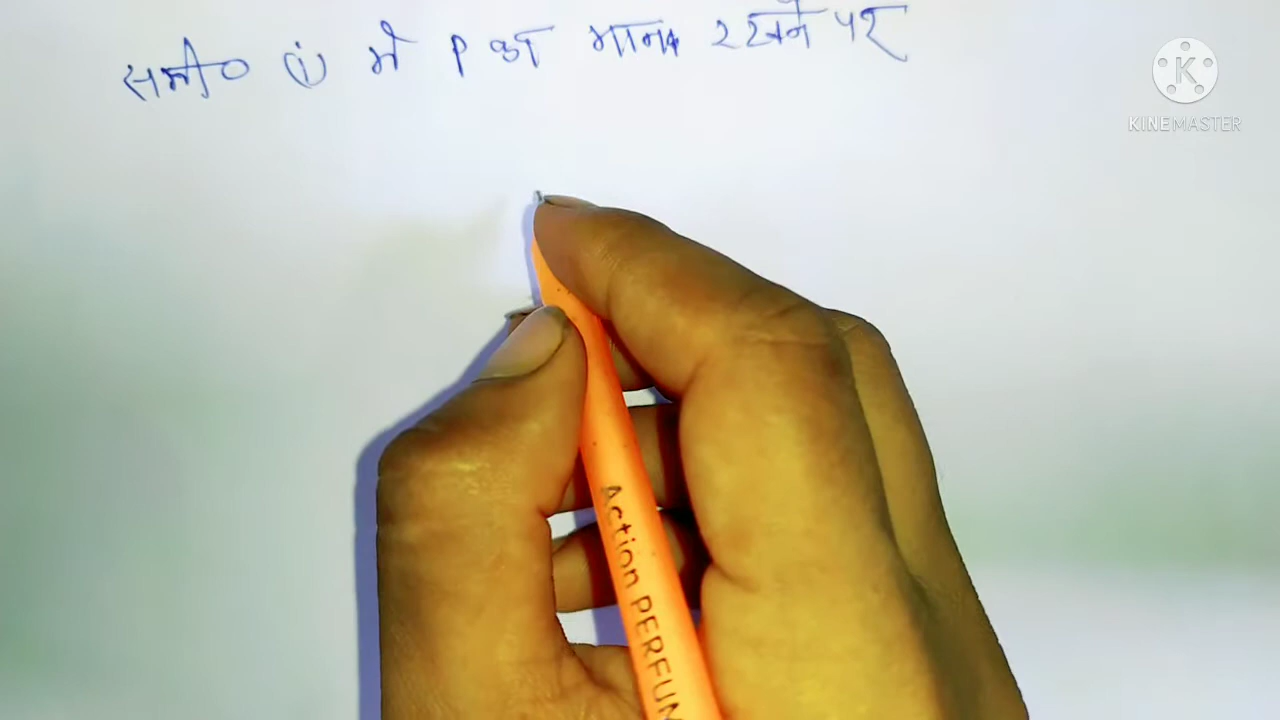 समी० (i) में P का मान रखने पर
KINEMASTER
Action PERFUM